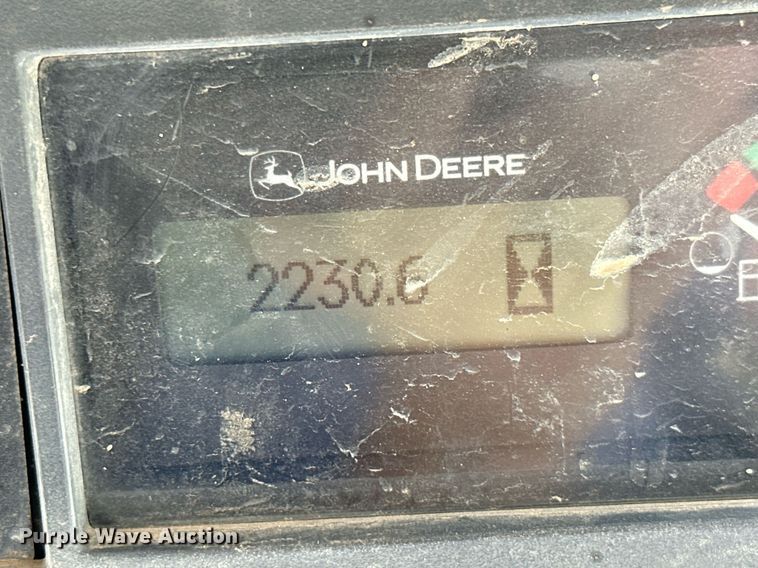 JOHN DEERE
2230.6
Purple Wave Auction